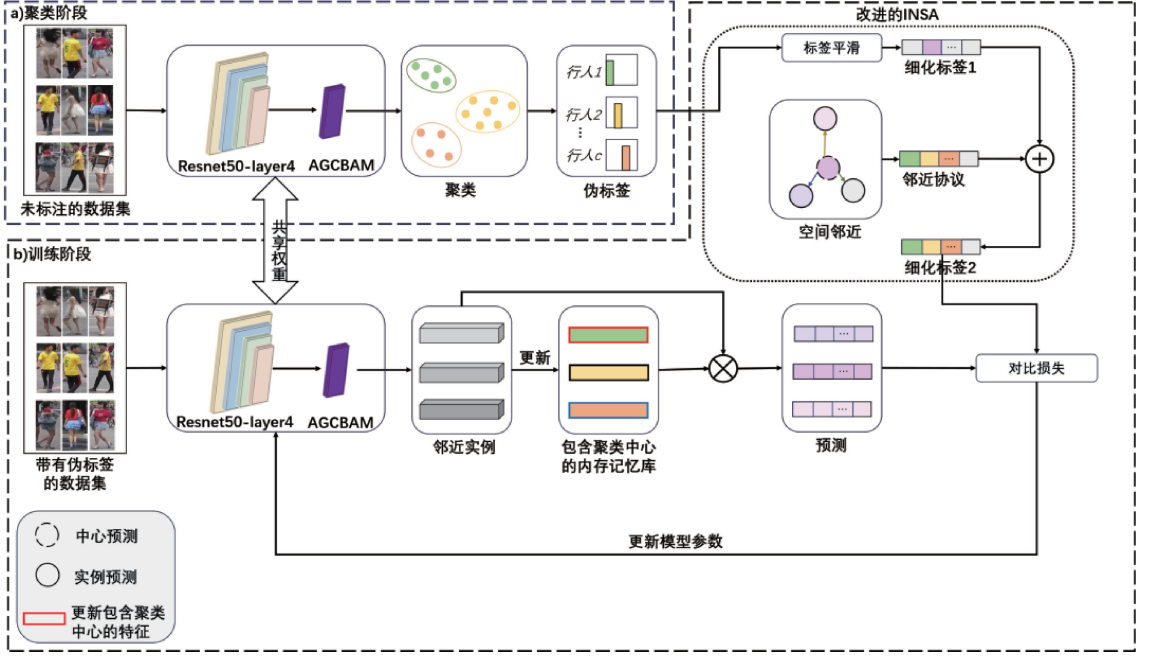 a)聚类阶段
改进的INSA
标签平滑
···
细化标签1
行人1
行人2
⋮
行人c
Resnet50-layer4
AGCBAM
聚类
伪标签
未标注的数据集
···
邻近协议
空间邻近
···
细化标签2
共享权重
b)训练阶段
更新
···
···
···
对比损失
Resnet50-layer4
AGCBAM
邻近实例
包含聚类中心
的内存记忆库
预测
带有伪标签
的数据集
更新模型参数
中心预测
实例预测
更新包含聚类
中心的特征